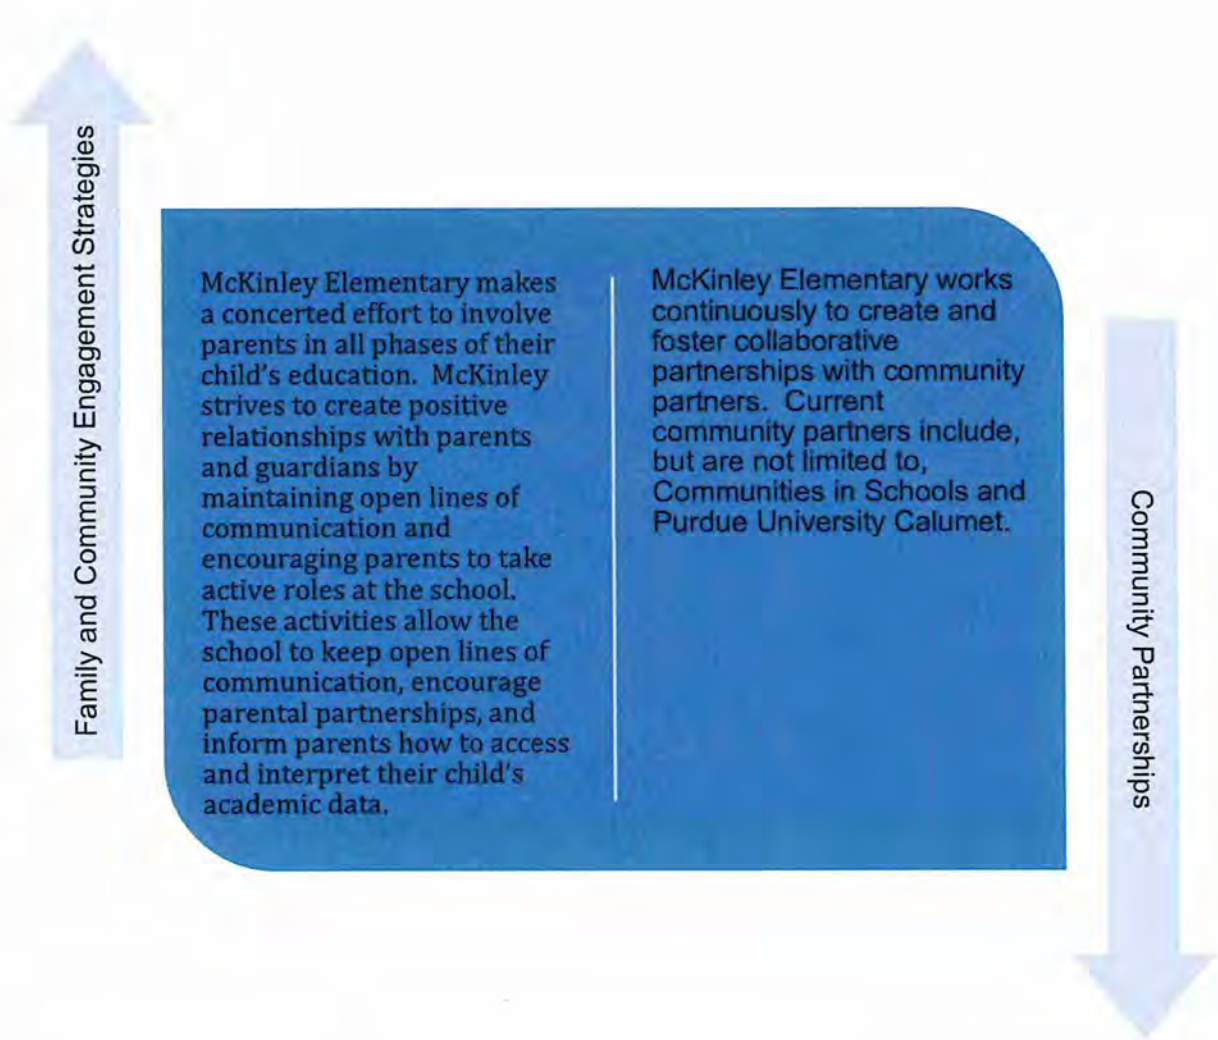 Family and Community Engagement Strategies
McKinley Elementary makes
a concerted effort to involve
parents in all phases of their
child's education.  McKinley
strives to create positive
relationships with parents
and guardians by
maintaining open lines of
communication and
encouraging parents to take
active roles at the school.
These activities allow the
school to keep open lines of
communication, encourage
parental partnerships, and
inform parents how to access
and interpret their child's
academic data.
McKinley Elementary works
continuously to create and
foster collaborative
partnerships with community
partners.  Current
community partners include,
but are not limited to,
Communities in Schools and
Purdue University Calumet.
Community Partnerships